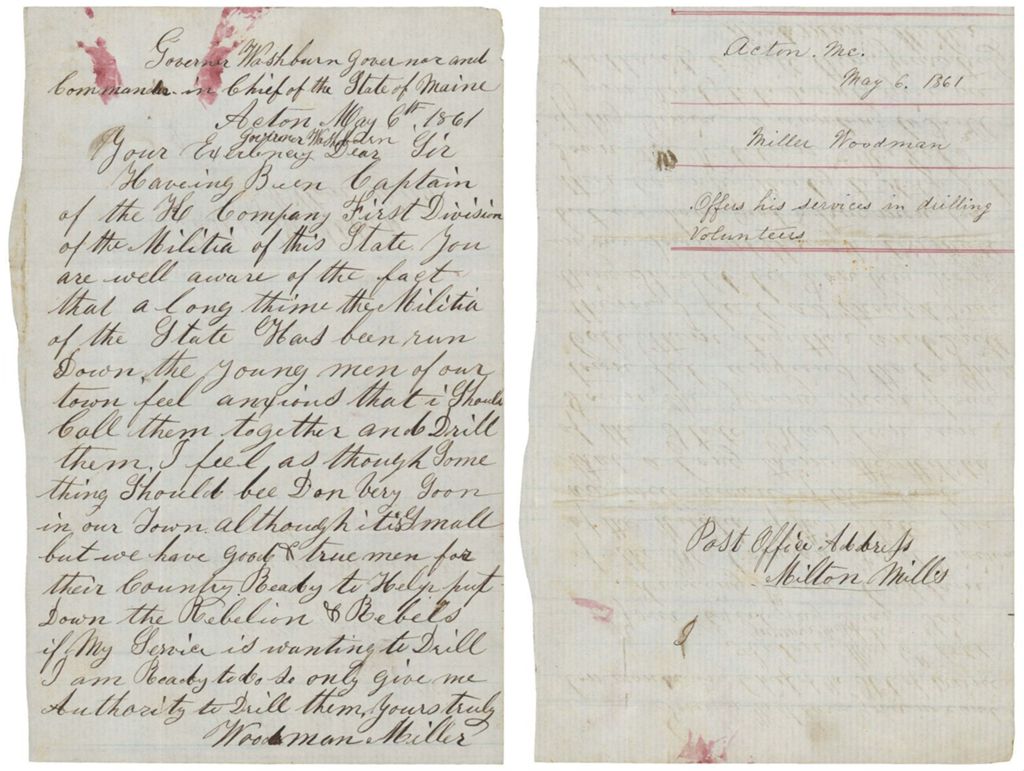 Governer Washburn Governor and
Commander in Chief of the State of Maine
Acton May 6th. 1861
Governer Washburn
Your Excelency Dear Sir
Haveing Been Captain
of the H Company First Division
of the Militia of this State You
are well aware of the fact
that a long thime the Militia
of the State Has been run
Down the young men of our
town feel anxious that i Should
Call them together and Drill
them. I feel as though Some
thing Should bee Don Very Soon
in our Town. although it is Small
but we have good & true men for
their Country Ready to Help put
Down the Rebelion & Rebels
if My Service is wanting to Drill
I am Ready to do so only give me
Authority to Drill them, yours truly
Woodman Miller
Acton. Me.
May 6. 1861
Miller Woodman
Offers his services in drilling
Volunteers
Post Office Address
Milton Mills